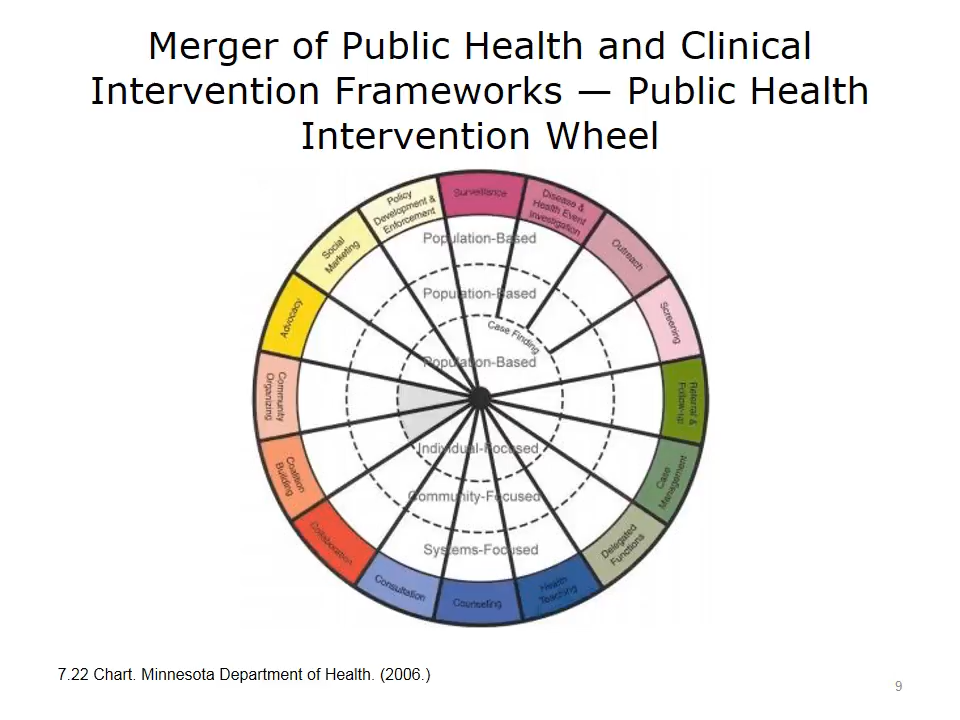 Merger of Public Health and Clinical
Intervention Frameworks — Public Health
Intervention Wheel
Surveillance
Disease &
Health Event
Investigation
Outreach
Screening
Referral &
Follow-up
Case
Management
Delegated
Functions
Health
Teaching
Counseling
Consultation
Collaboration
Coalition
Building
Community
Organizing
Advocacy
Social
Marketing
Policy
Development &
Enforcement
Population-Based
Population-Based
Case Finding
Population-Based
Individual-Focused
Community-Focused
Systems-Focused
7.22 Chart. Minnesota Department of Health. (2006.)
9